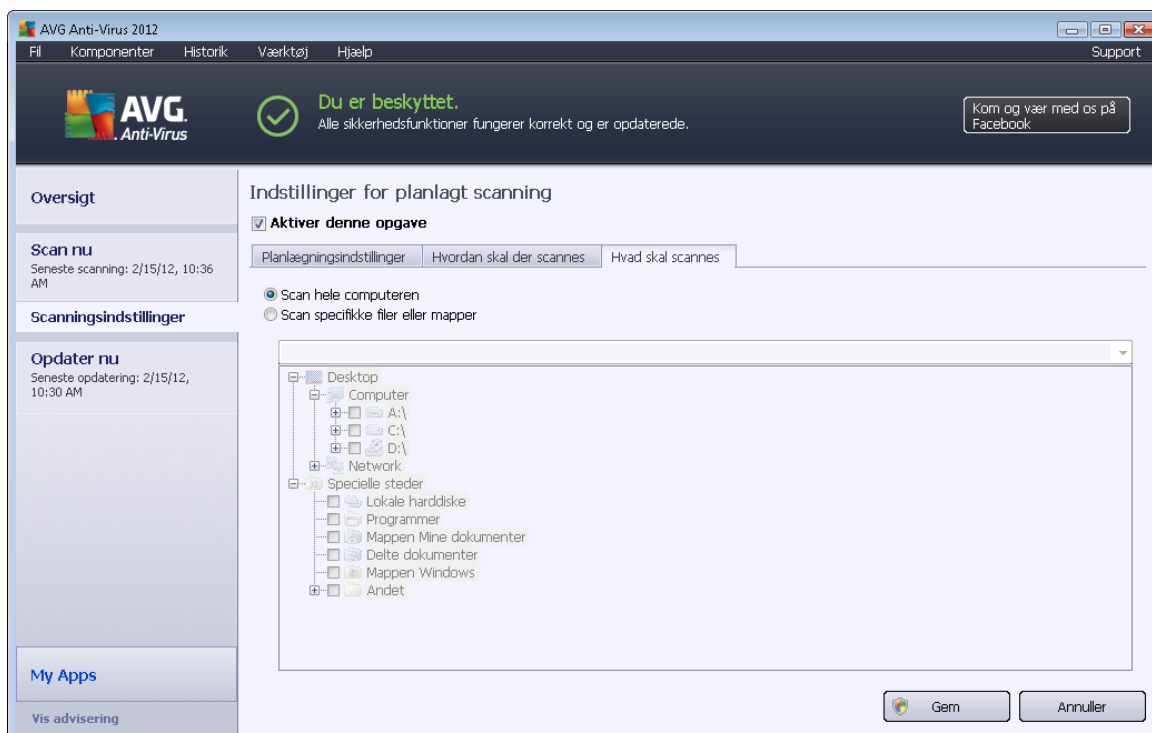 AVG Anti-Virus 2012
Fil Komponenter Historik Værktøj Hjælp Support
AVG.
Anti-Virus
Du er beskyttet.
Alle sikkerhedsfunktioner fungerer korrekt og er opdaterede.
Kom og vær med os på
Facebook
Oversigt
Scan nu
Seneste scanning: 2/15/12, 10:36
AM
Scanningsindstillinger
Opdater nu
Seneste opdatering: 2/15/12,
10:30 AM
My Apps
Vis advisering
Indstillinger for planlagt scanning
Aktiver denne opgave
Planlægningsindstillinger Hvordan skal der scannes Hvad skal scannes
Scan hele computeren
Scan specifikke filer eller mapper
Desktop
Computer
A:\
C:\
D:\
Network
Specielle steder
Lokale harddiske
Programmer
Mappen Mine dokumenter
Delte dokumenter
Mappen Windows
Andet
Gem Annuller